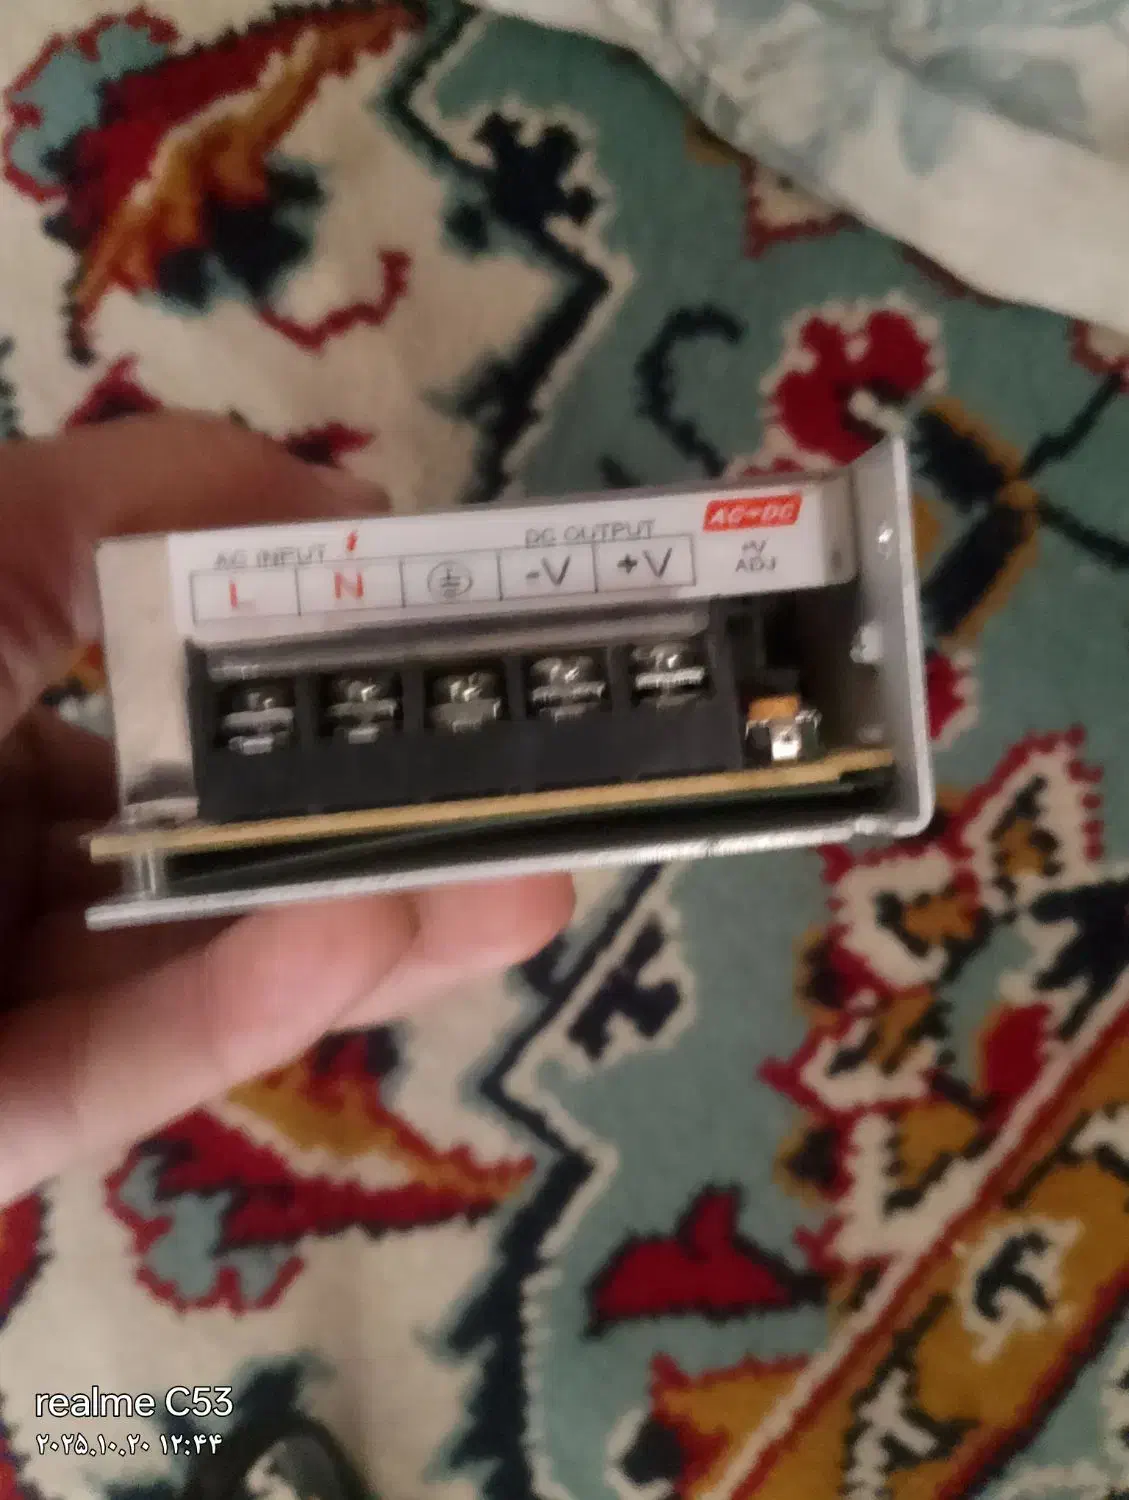 AC INPUT DC OUTPUT AC-DC
L N -V +V +V
ADJ
realme C53
۲۰۲۵.۱۰.۲۰ ۱۲:۴۴